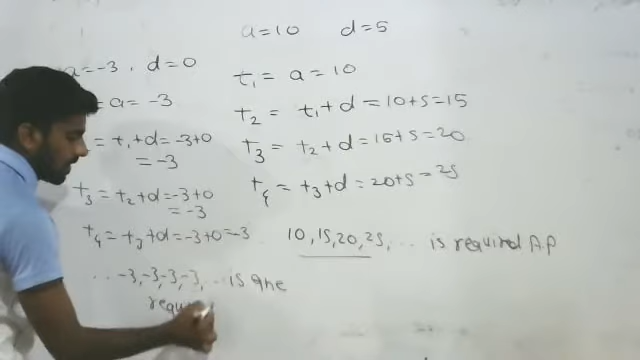 a=-3, d=0
= a = -3
= t₁+d = -3+0
= -3
t₃ = t₂+d = -3+0
= -3
t₄ = t₃+d = -3+0 = -3
∴ -3, -3, -3, -3, ... is the
requ
a=10 d=5
t₁ = a = 10
t₂ = t₁+d = 10+5 = 15
t₃ = t₂+d = 15+5 = 20
t₄ = t₃+d = 20+5 = 25
10, 15, 20, 25, ... is required A.P